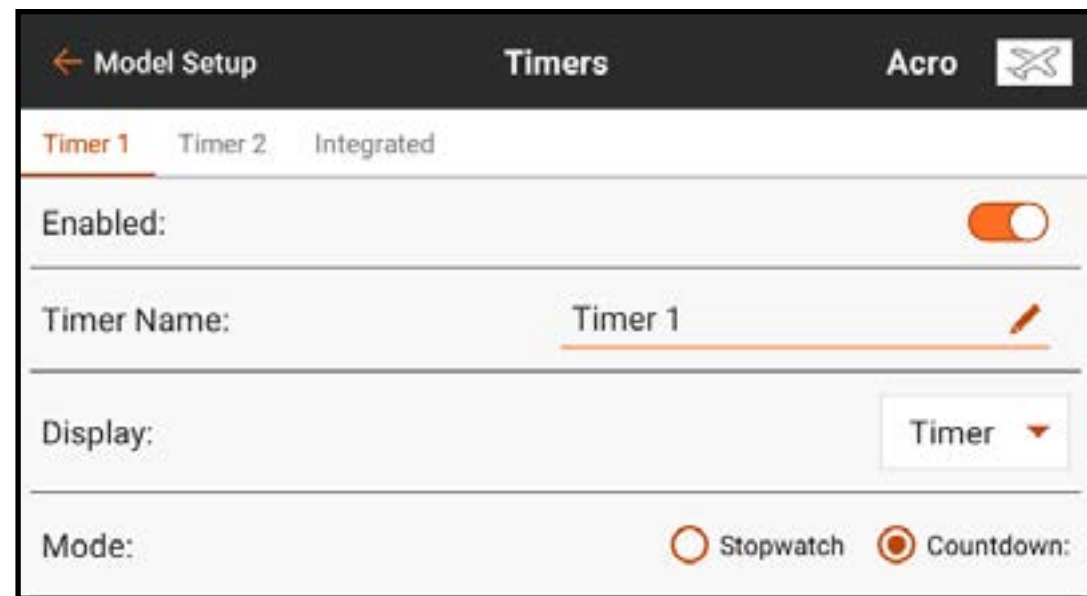 Model Setup Timers Acro
Timer 1 Timer 2 Integrated
Enabled:
Timer Name: Timer 1
Display: Timer
Mode: Stopwatch Countdown: